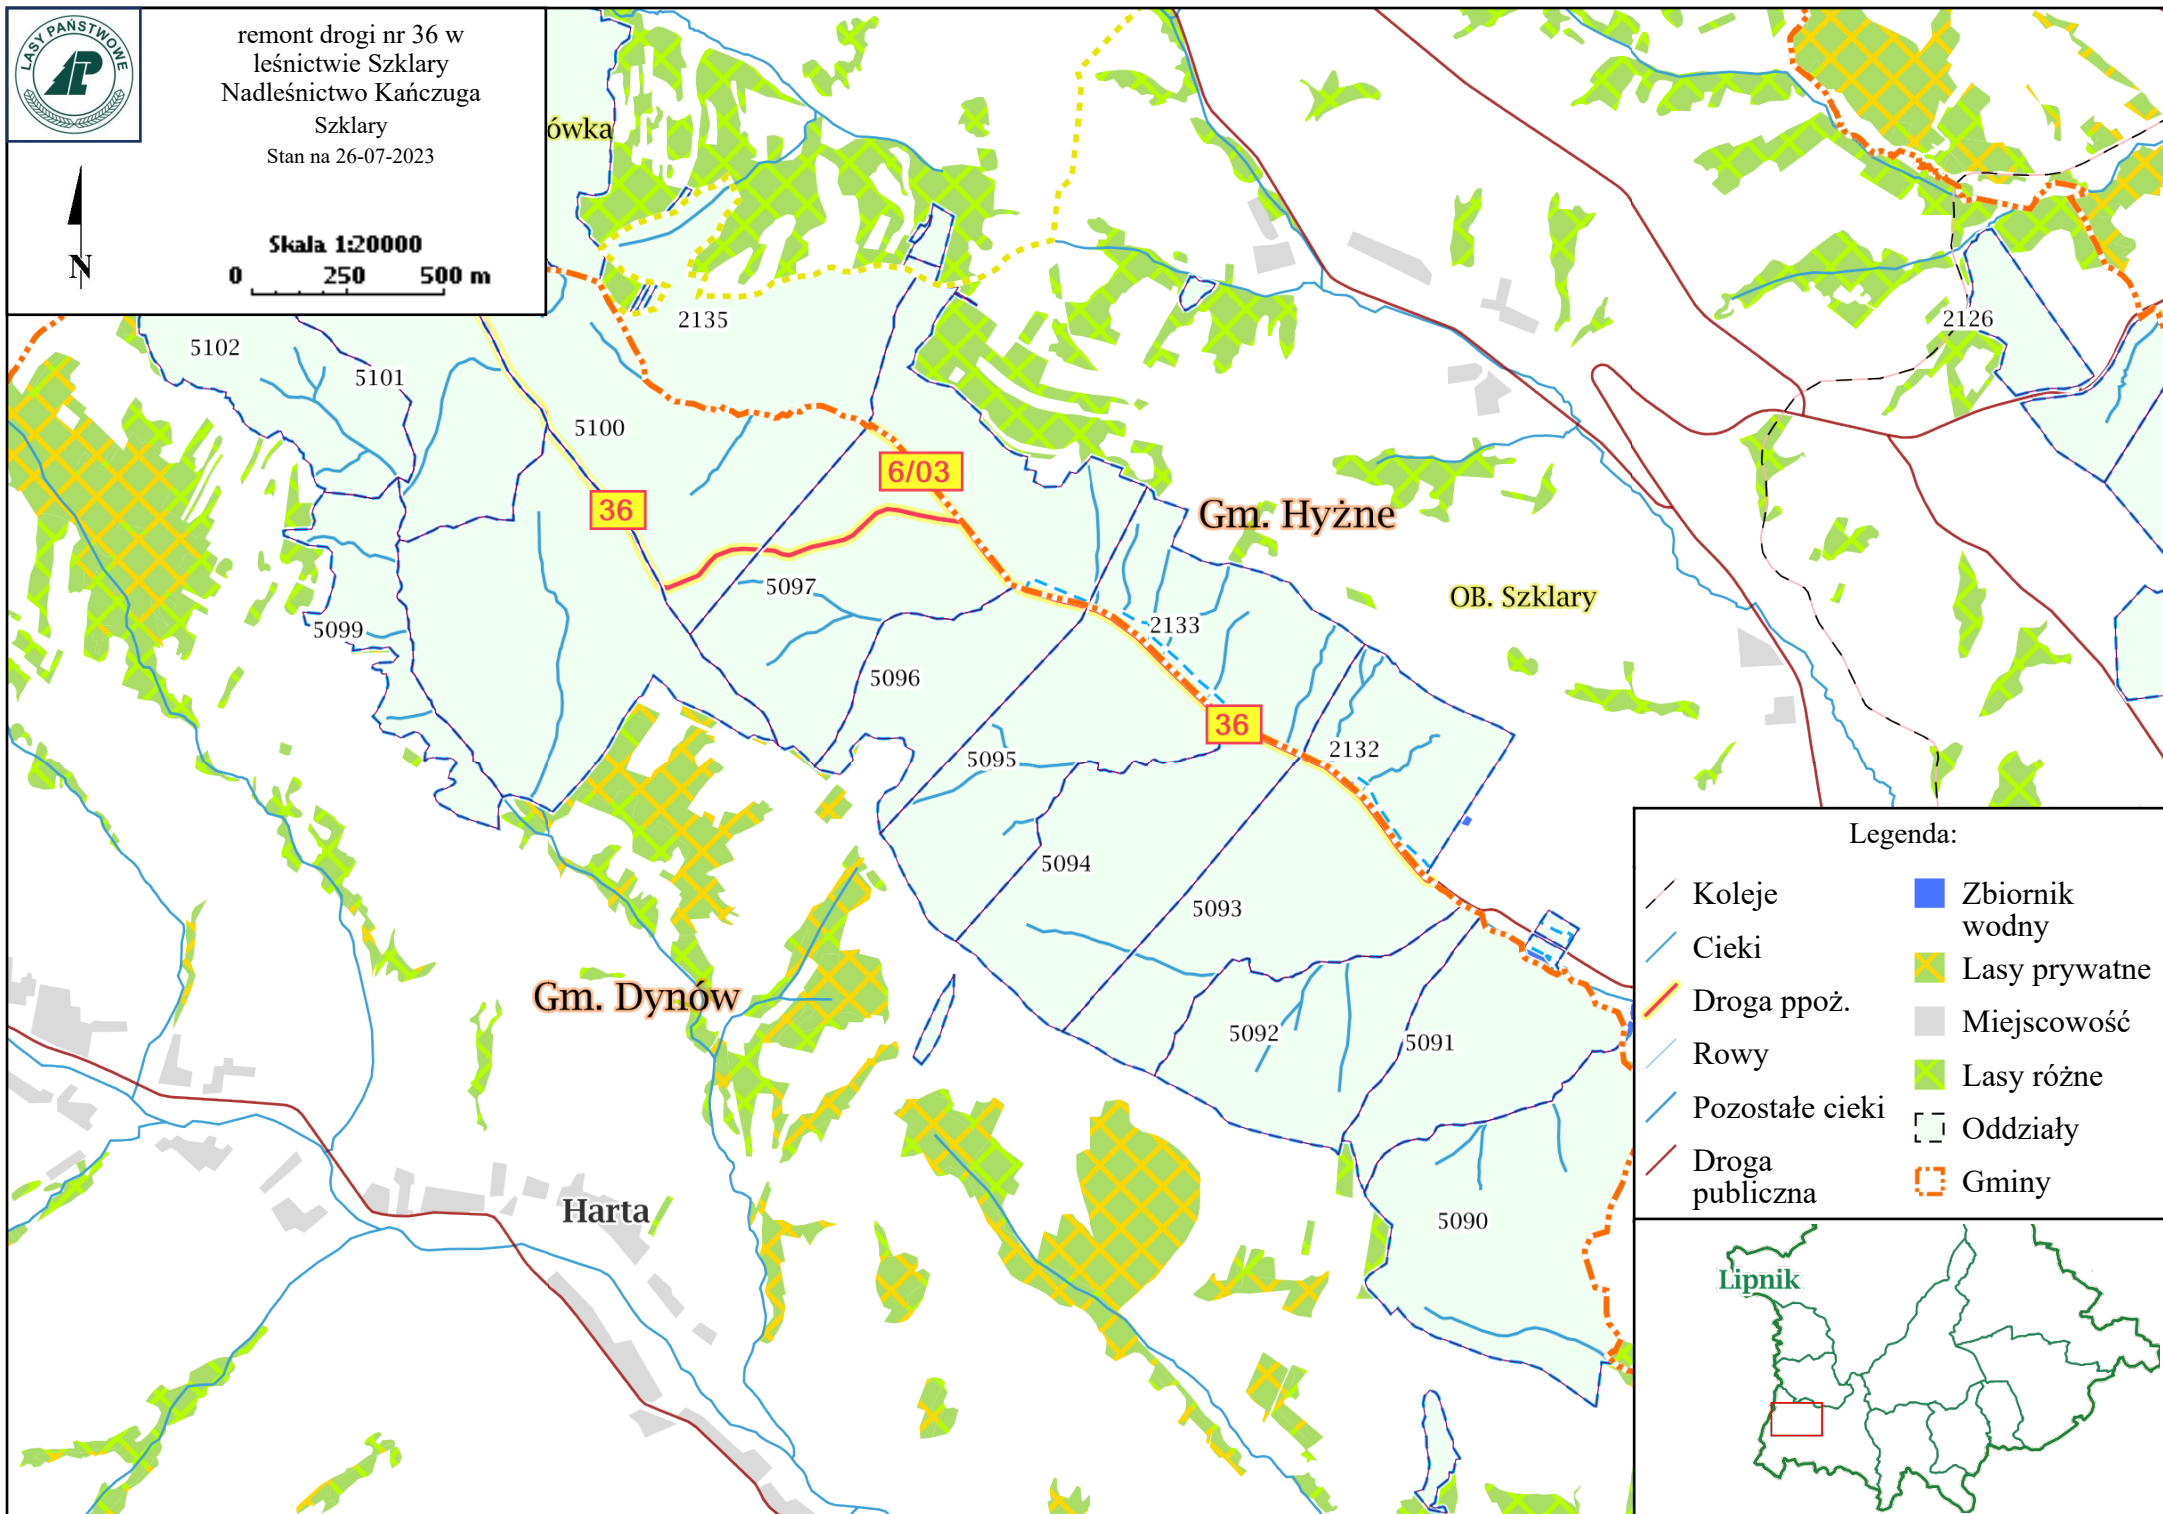 LASY PAŃSTWOWE
remont drogi nr 36 w
leśnictwie Szklary
Nadleśnictwo Kańczuga
Szklary
Stan na 26-07-2023
N
Skala 1:20000
0 250 500 m
ówka
2135
2126
5102
5101
5100
6/03
36
Gm. Hyżne
5097
OB. Szklary
5099
2133
5096
36
2132
5095
5094
5093
Gm. Dynów
5092
5091
Harta
5090
Legenda:
Koleje
Cieki
Droga ppoż.
Rowy
Pozostałe cieki
Droga
publiczna
Zbiornik
wodny
Lasy prywatne
Miejscowość
Lasy różne
Oddziały
Gminy
Lipnik